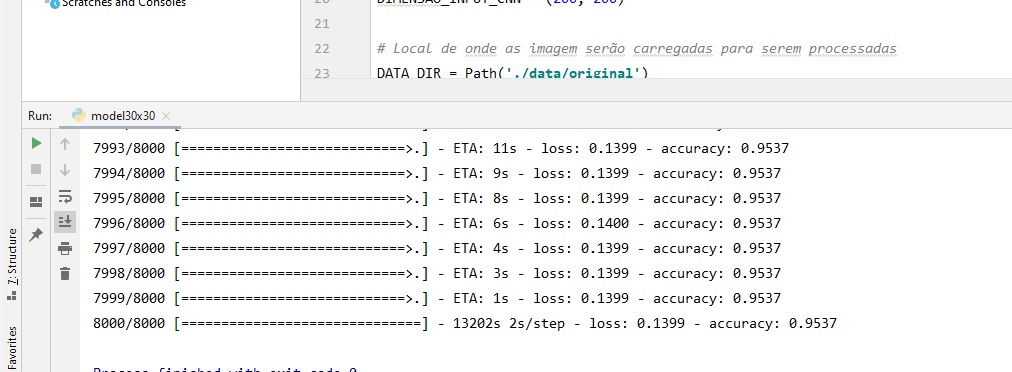 Scratches and Consoles
20 DIMENSAO_INPUT_CNN = (200, 200)
21
22 # Local de onde as imagem serão carregadas para serem processadas
23 DATA_DIR = Path('./data/original')
Run: model30x30
7993/8000 [============================>.] - ETA: 11s - loss: 0.1399 - accuracy: 0.9537
7994/8000 [============================>.] - ETA: 9s - loss: 0.1399 - accuracy: 0.9537
7995/8000 [============================>.] - ETA: 8s - loss: 0.1399 - accuracy: 0.9537
7996/8000 [============================>.] - ETA: 6s - loss: 0.1400 - accuracy: 0.9537
7997/8000 [============================>.] - ETA: 4s - loss: 0.1399 - accuracy: 0.9537
7998/8000 [============================>.] - ETA: 3s - loss: 0.1399 - accuracy: 0.9537
7999/8000 [============================>.] - ETA: 1s - loss: 0.1399 - accuracy: 0.9537
8000/8000 [==============================] - 13202s 2s/step - loss: 0.1399 - accuracy: 0.9537
Process finished with exit code 0
7: Structure
Favorites